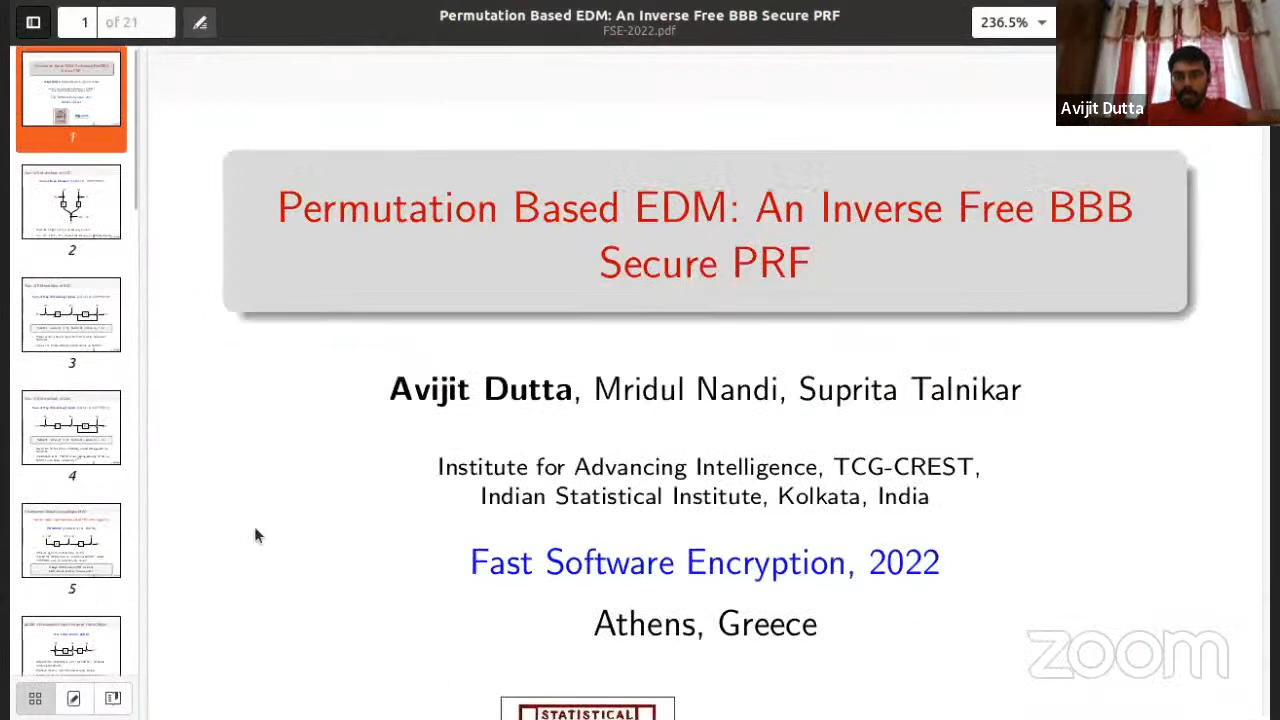 1 of 21
Permutation Based EDM: An Inverse Free BBB Secure PRF
FSE-2022.pdf
236.5%
Avijit Dutta
1
2
3
4
5
Permutation Based EDM: An Inverse Free BBB
Secure PRF
Avijit Dutta, Mridul Nandi, Suprita Talnikar
Institute for Advancing Intelligence, TCG-CREST,
Indian Statistical Institute, Kolkata, India
Fast Software Encryption, 2022
Athens, Greece
zoom
STATISTICAL